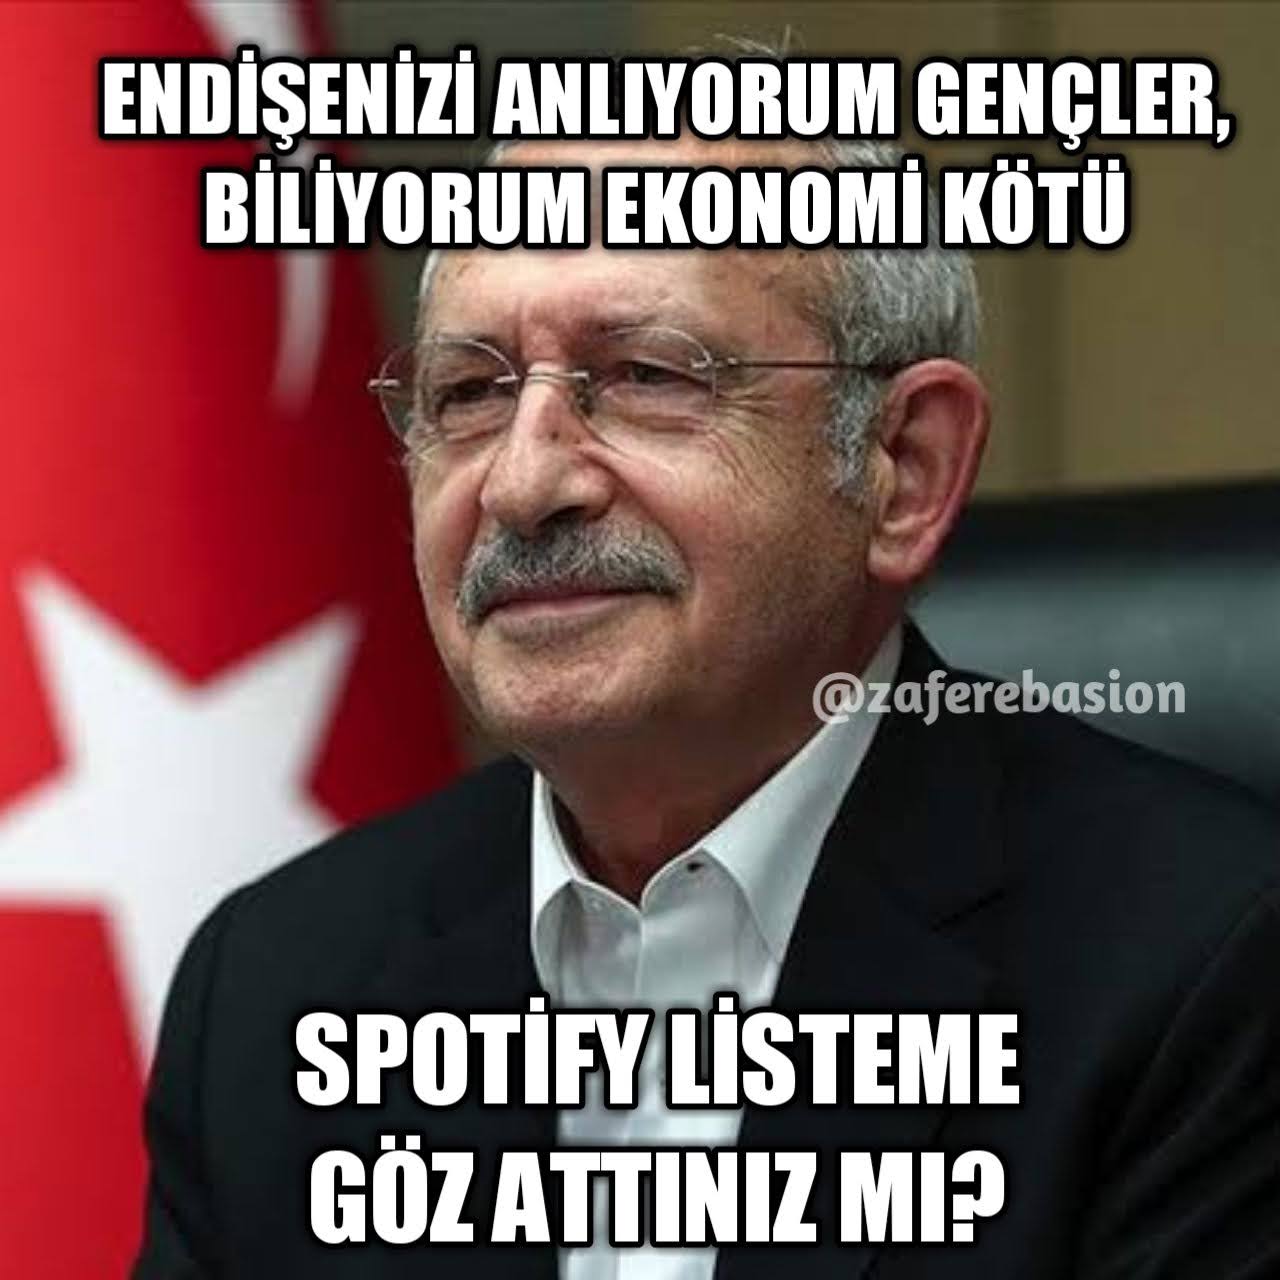 ENDİŞENİZİ ANLIYORUM GENÇLER,
BİLİYORUM EKONOMİ KÖTÜ
@zaferebasion
SPOTİFY LİSTEME
GÖZ ATTINIZ MI?